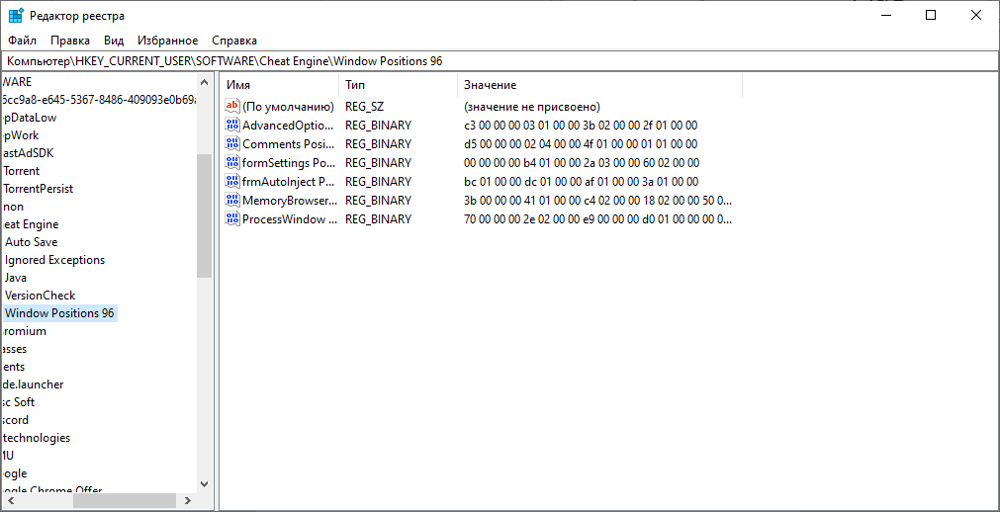 Редактор реестра
Файл Правка Вид Избранное Справка
Компьютер\HKEY_CURRENT_USER\SOFTWARE\Cheat Engine\Window Positions 96
WARE
6cc9a8-e645-5367-8486-409093e0b69a
ppDataLow
ppWork
astAdSDK
Torrent
TorrentPersist
non
eat Engine
Auto Save
Ignored Exceptions
Java
VersionCheck
Window Positions 96
romium
asses
ents
de.launcher
sc Soft
scord
technologies
MU
ogle
ogle Chrome Offer
Имя Тип Значение
(По умолчанию) REG_SZ (значение не присвоено)
AdvancedOptio... REG_BINARY c3 00 00 00 03 01 00 00 3b 02 00 00 2f 01 00 00
Comments Posi... REG_BINARY d5 00 00 00 02 04 00 00 4f 01 00 00 01 01 00 00
formSettings Po... REG_BINARY 00 00 00 00 b4 01 00 00 2a 03 00 00 60 02 00 00
frmAutoInject P... REG_BINARY bc 01 00 00 dc 01 00 00 af 01 00 00 3a 01 00 00
MemoryBrowser... REG_BINARY 3b 00 00 00 41 01 00 00 c4 02 00 00 18 02 00 00 50 0...
ProcessWindow ... REG_BINARY 70 00 00 00 2e 02 00 00 e9 00 00 00 d0 01 00 00 00 0...